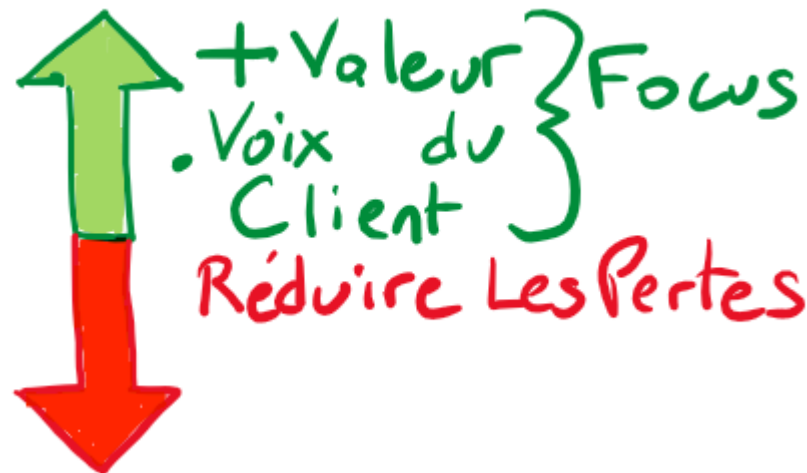 + Valeur
. Voix du
Client
Focus
Réduire Les Pertes